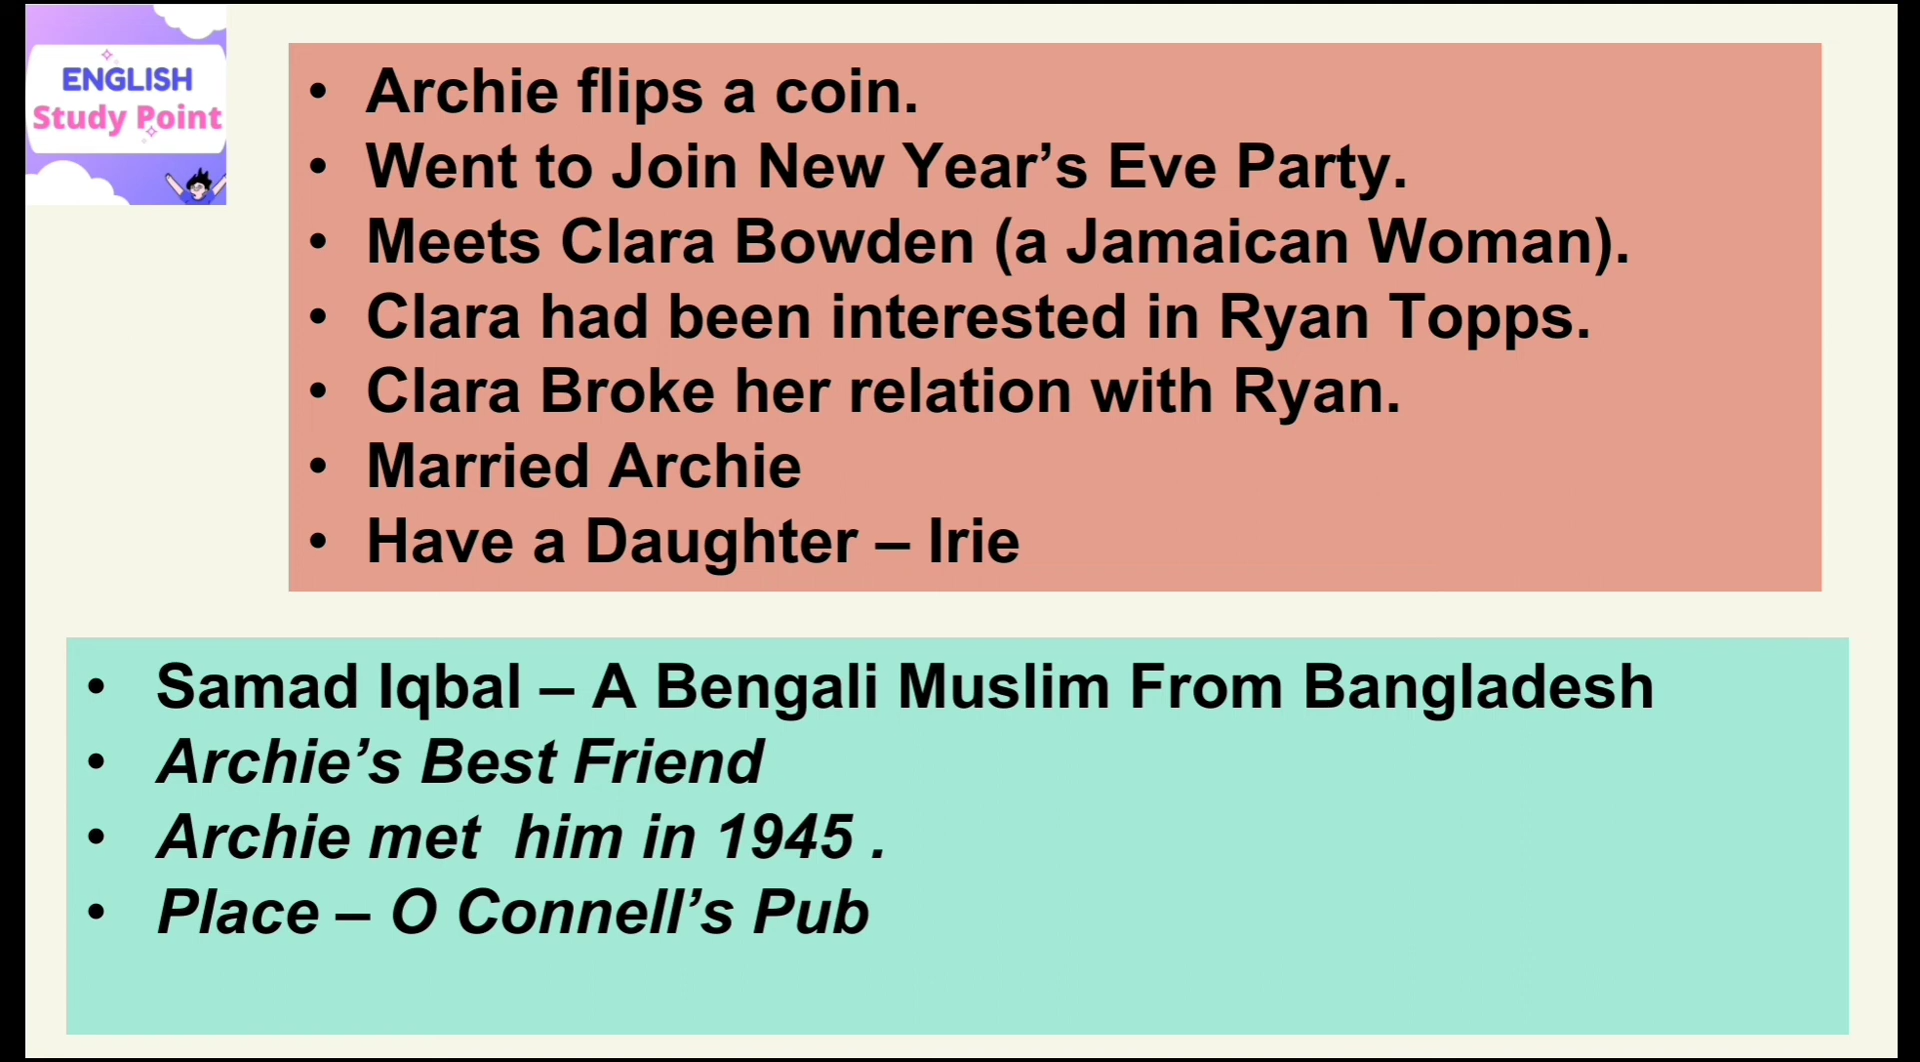 ENGLISH
Study Point
• Archie flips a coin.
• Went to Join New Year’s Eve Party.
• Meets Clara Bowden (a Jamaican Woman).
• Clara had been interested in Ryan Topps.
• Clara Broke her relation with Ryan.
• Married Archie
• Have a Daughter – Irie
• Samad Iqbal – A Bengali Muslim From Bangladesh
• Archie’s Best Friend
• Archie met  him in 1945 .
• Place – O Connell’s Pub